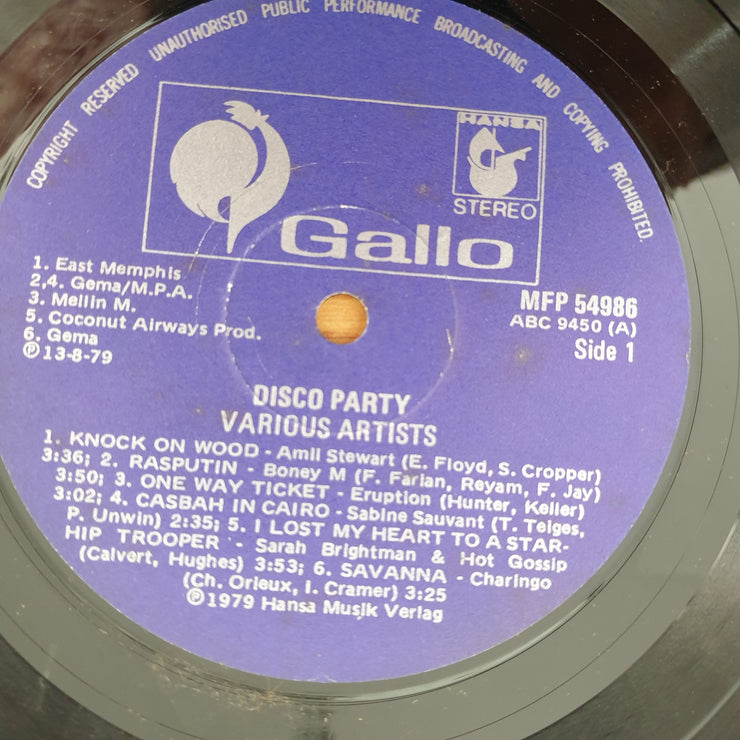 COPYRIGHT RESERVED UNAUTHORISED PUBLIC PERFORMANCE BROADCASTING AND COPYING PROHIBITED.
HANSA
STEREO
Gallo
1. East Memphis
2,4. Gema/M.P.A.
3. Mellin M.
5. Coconut Airways Prod.
6. Gema
℗13-8-79
MFP 54986
ABC 9450 (A)
Side 1
DISCO PARTY
VARIOUS ARTISTS
1. KNOCK ON WOOD - Amii Stewart (E. Floyd, S. Cropper)
3:36; 2. RASPUTIN - Boney M (F. Farian, Reyam, F. Jay)
3:50; 3. ONE WAY TICKET - Eruption (Hunter, Keller)
3:02; 4. CASBAH IN CAIRO - Sabine Sauvant (T. Teiges,
P. Unwin) 2:35; 5. I LOST MY HEART TO A STAR-
HIP TROOPER - Sarah Brightman & Hot Gossip
(Calvert, Hughes) 3:53; 6. SAVANNA - Charingo
(Ch. Orieux, I. Cramer) 3:25
℗1979 Hansa Musik Verlag